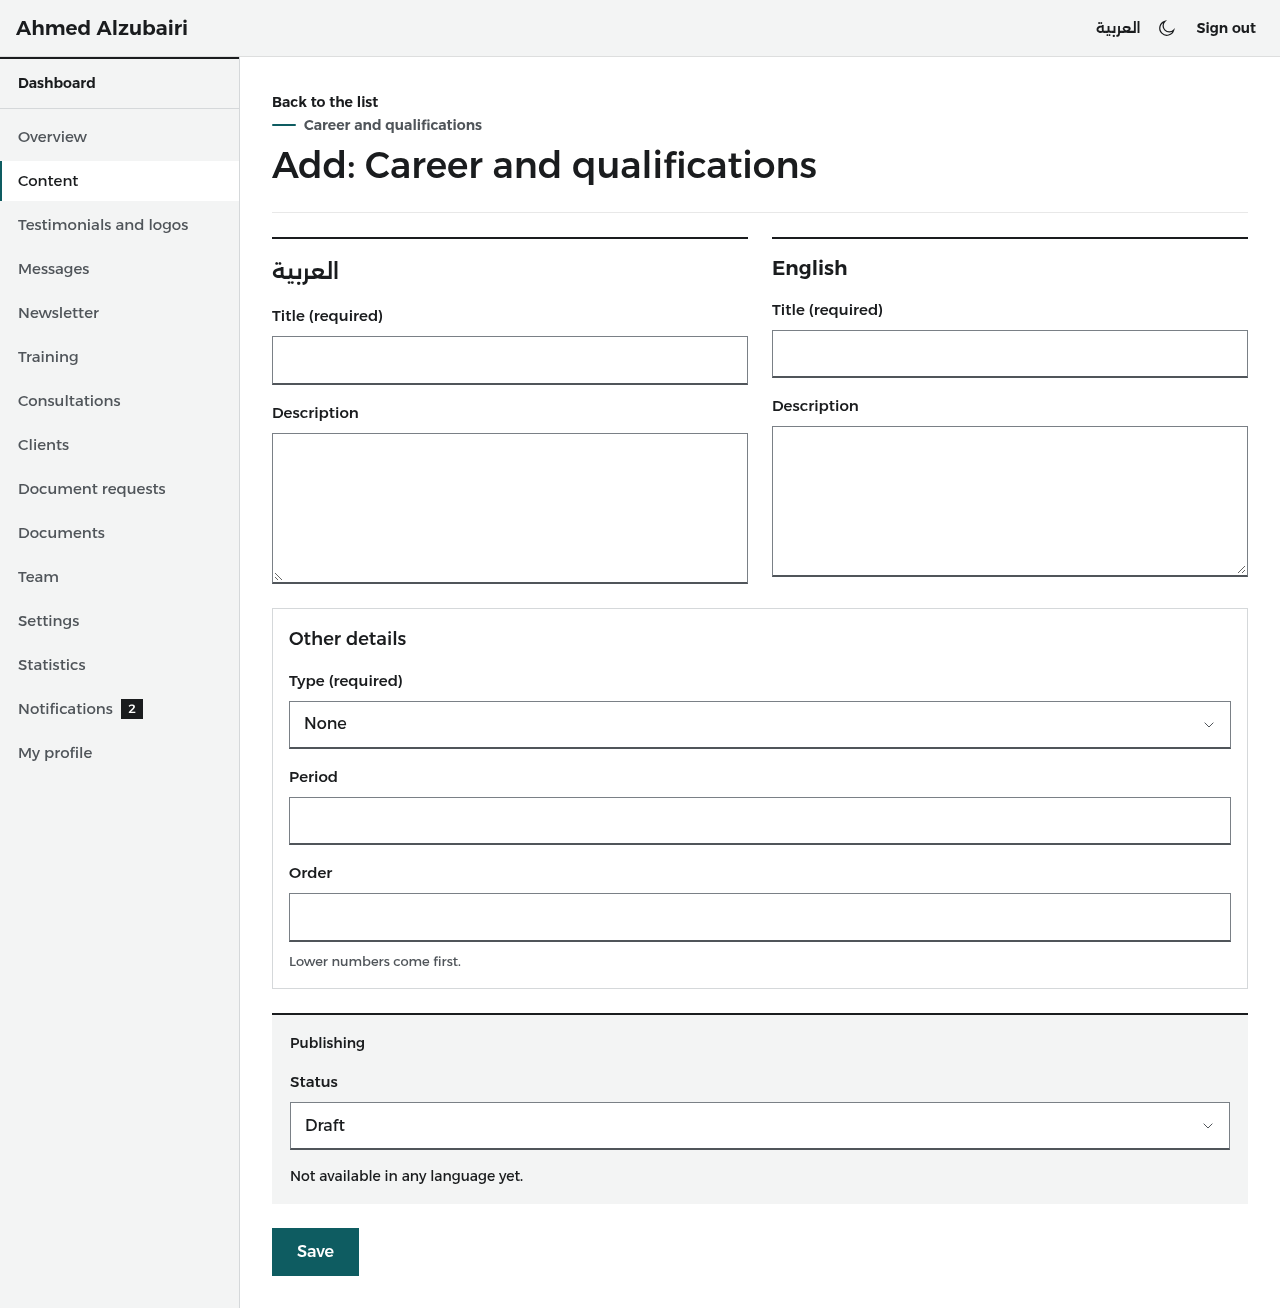 Ahmed Alzubairi
العربية
Sign out
Dashboard
Overview
Content
Testimonials and logos
Messages
Newsletter
Training
Consultations
Clients
Document requests
Documents
Team
Settings
Statistics
Notifications 2
My profile
Back to the list
Career and qualifications
Add: Career and qualifications
العربية
Title (required)
Description
English
Title (required)
Description
Other details
Type (required)
None
Period
Order
Lower numbers come first.
Publishing
Status
Draft
Not available in any language yet.
Save